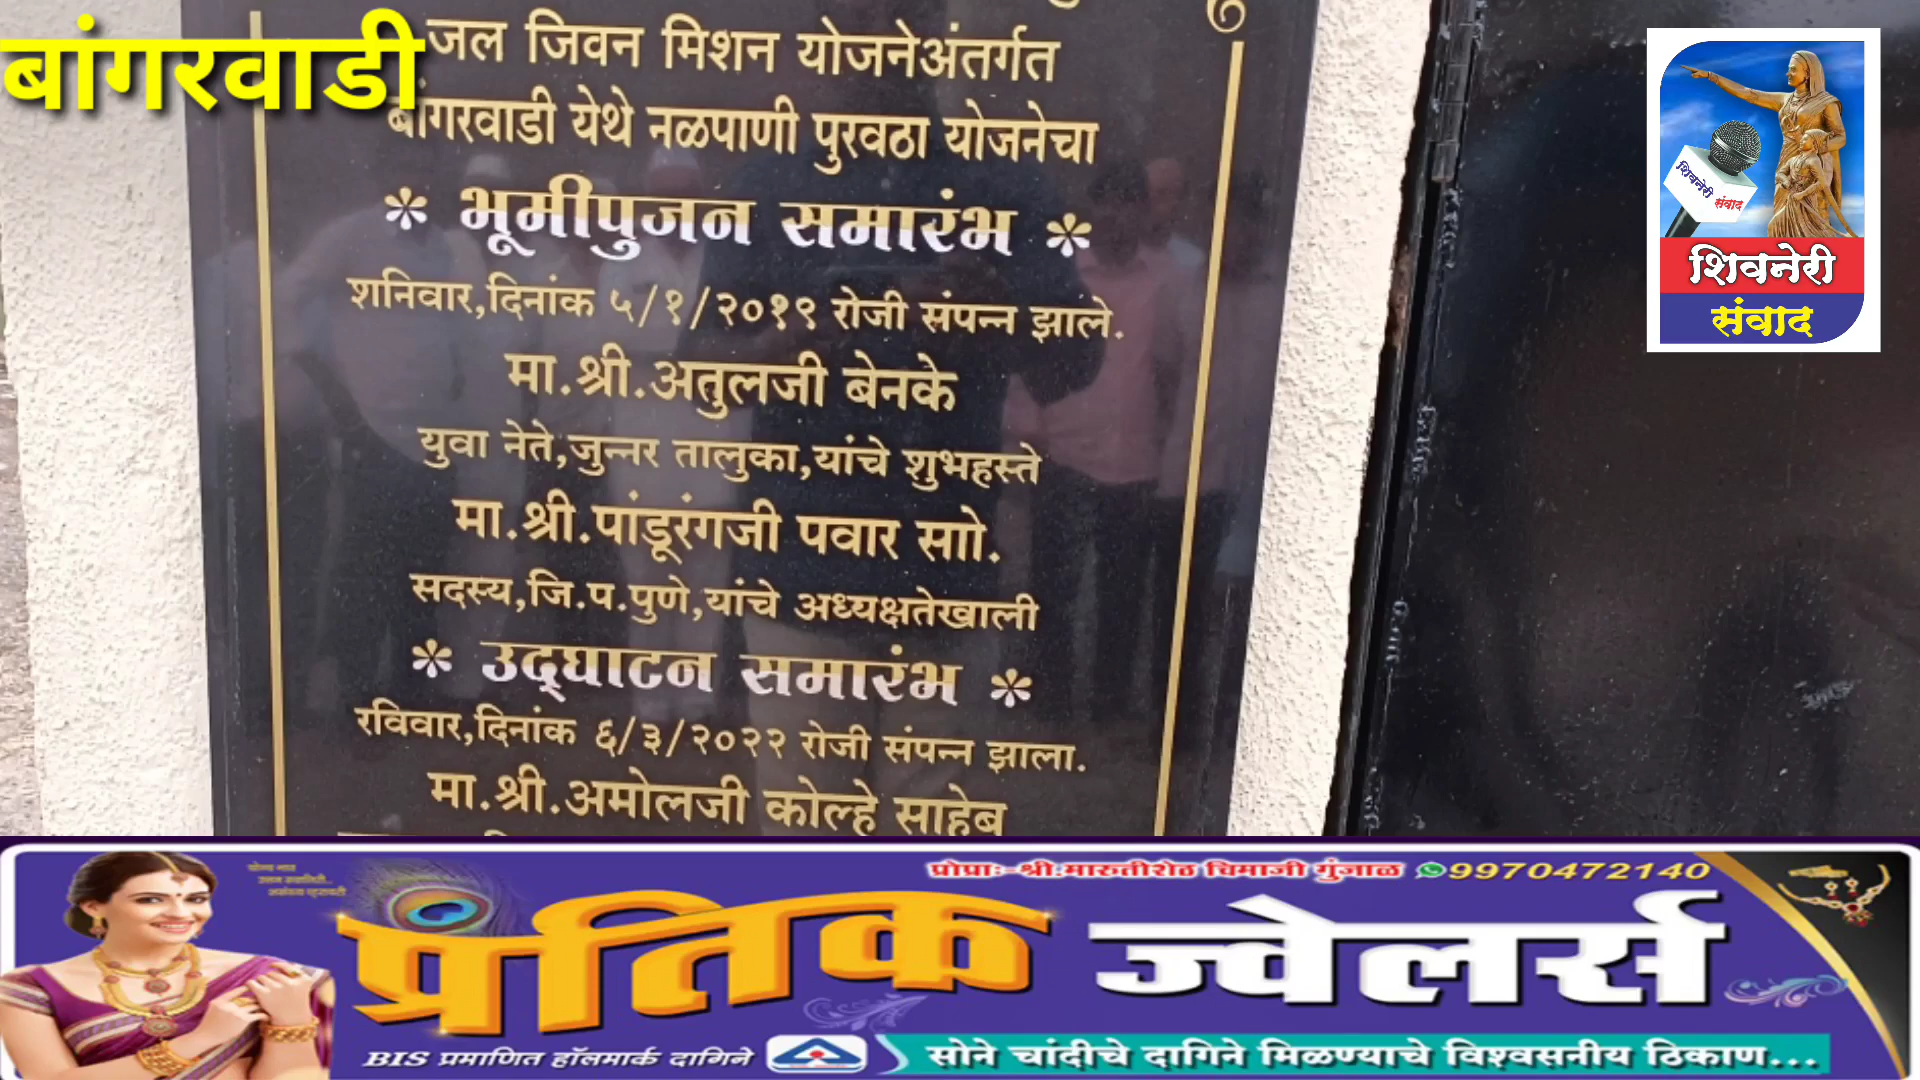 बांगरवाडी
जल जिवन मिशन योजनेअंतर्गत
बांगरवाडी येथे नळपाणी पुरवठा योजनेचा
* भूमीपुजन समारंभ *
शनिवार,दिनांक ५/१/२०१९ रोजी संपन्न झाले.
मा.श्री.अतुलजी बेनके
युवा नेते,जुन्नर तालुका,यांचे शुभहस्ते
मा.श्री.पांडूरंगजी पवार साो.
सदस्य,जि.प.पुणे,यांचे अध्यक्षतेखाली
* उद्घाटन समारंभ *
रविवार,दिनांक ६/३/२०२२ रोजी संपन्न झाला.
मा.श्री.अमोलजी कोल्हे साहेब
शिवनेरी संवाद
शिवनेरी
संवाद
प्रोप्राः-श्री.मारुतीशेठ चिमाजी गुंजाळ 9970472140
प्रतिक ज्वेलर्स
BIS प्रमाणित हॉलमार्क दागिने
सोने चांदीचे दागिने मिळण्याचे विश्वसनीय ठिकाण...